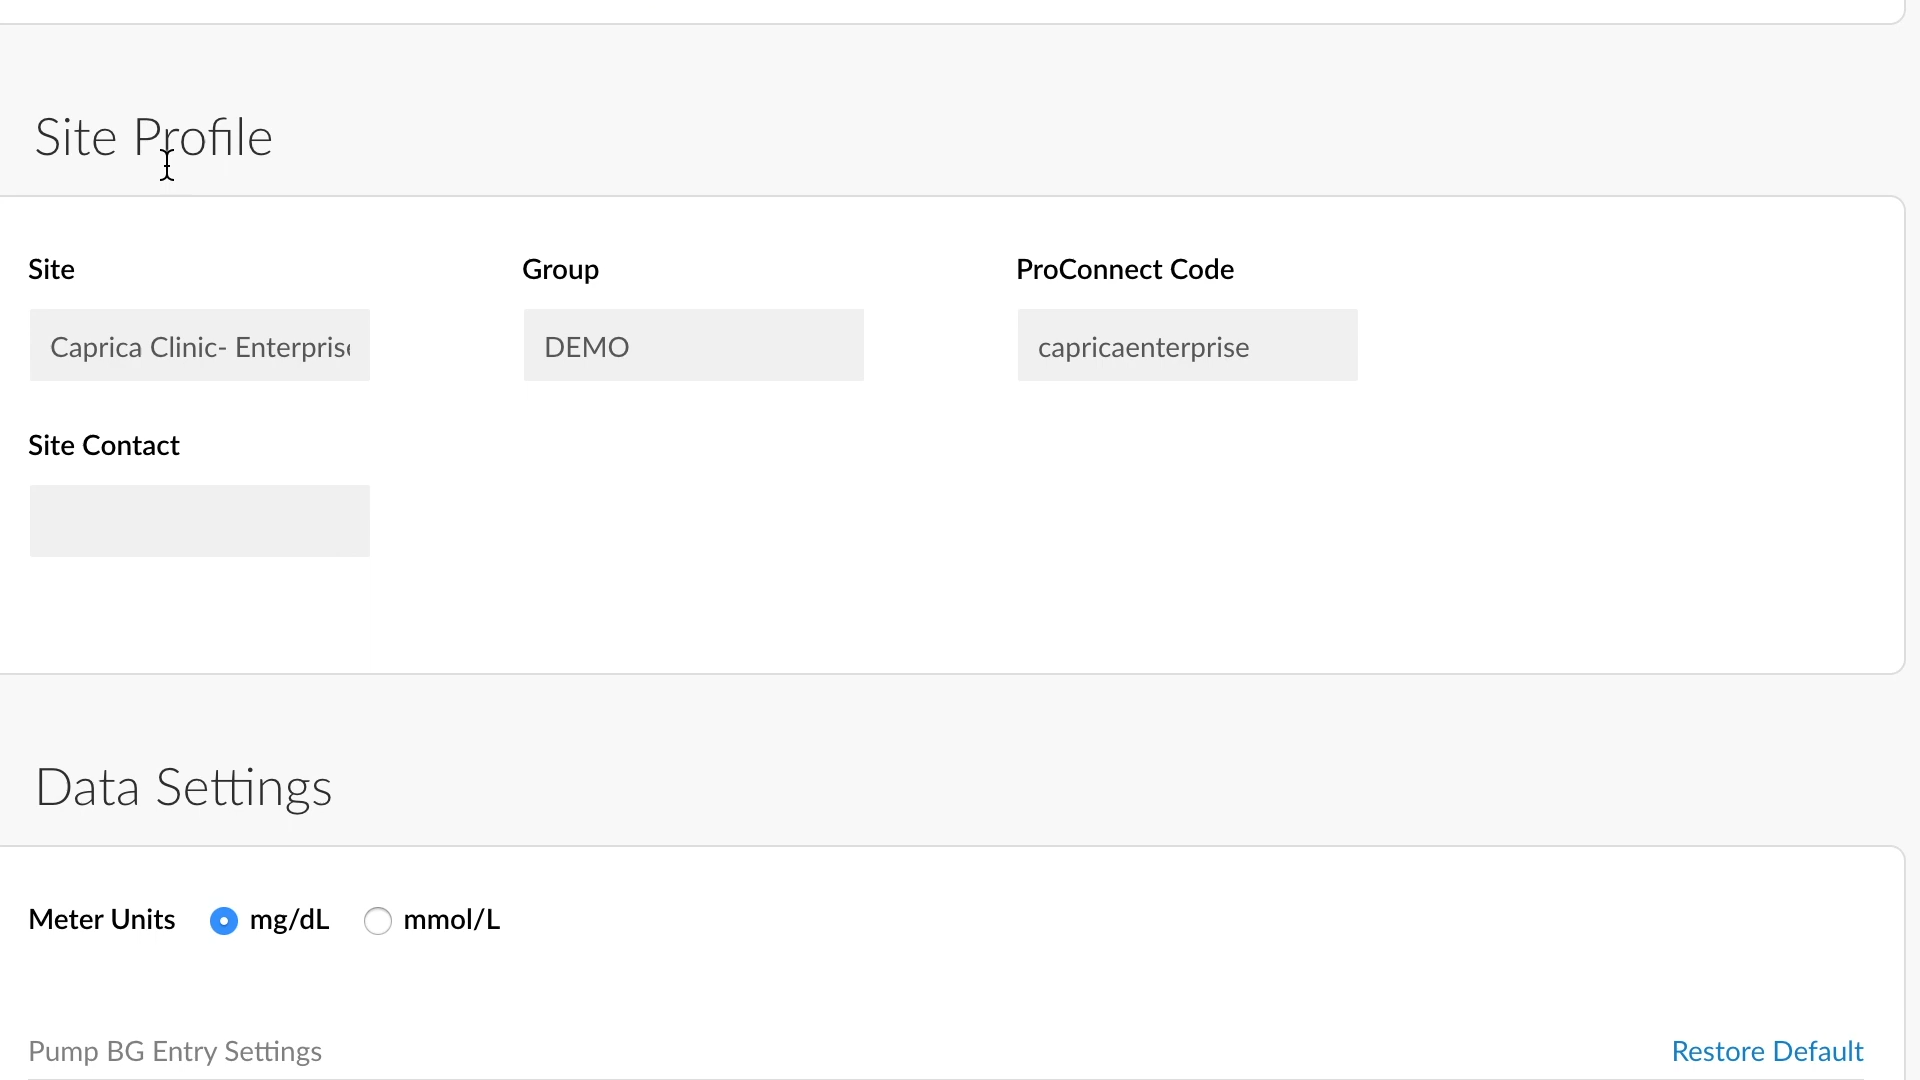 Site Profile
Site
Group
ProConnect Code
Caprica Clinic- Enterpris
DEMO
capricaenterprise
Site Contact
Data Settings
Meter Units
mg/dL
mmol/L
Pump BG Entry Settings
Restore Default